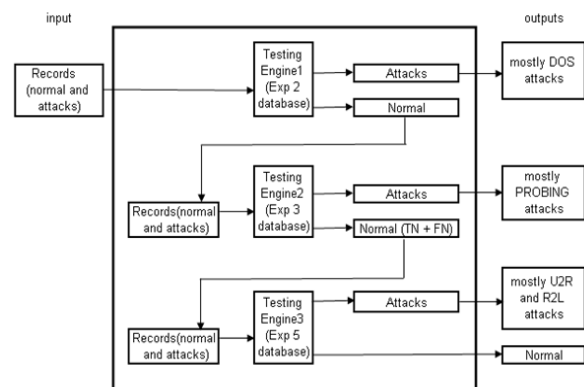 input
outputs
Records
(normal and
attacks)
Testing
Engine1
(Exp 2
database)
Attacks
Normal
mostly DOS
attacks
Records(normal
and attacks)
Testing
Engine2
(Exp 3
database)
Attacks
Normal (TN + FN)
mostly
PROBING
attacks
Records(normal
and attacks)
Testing
Engine3
(Exp 5
database)
Attacks
mostly U2R
and R2L
attacks
Normal